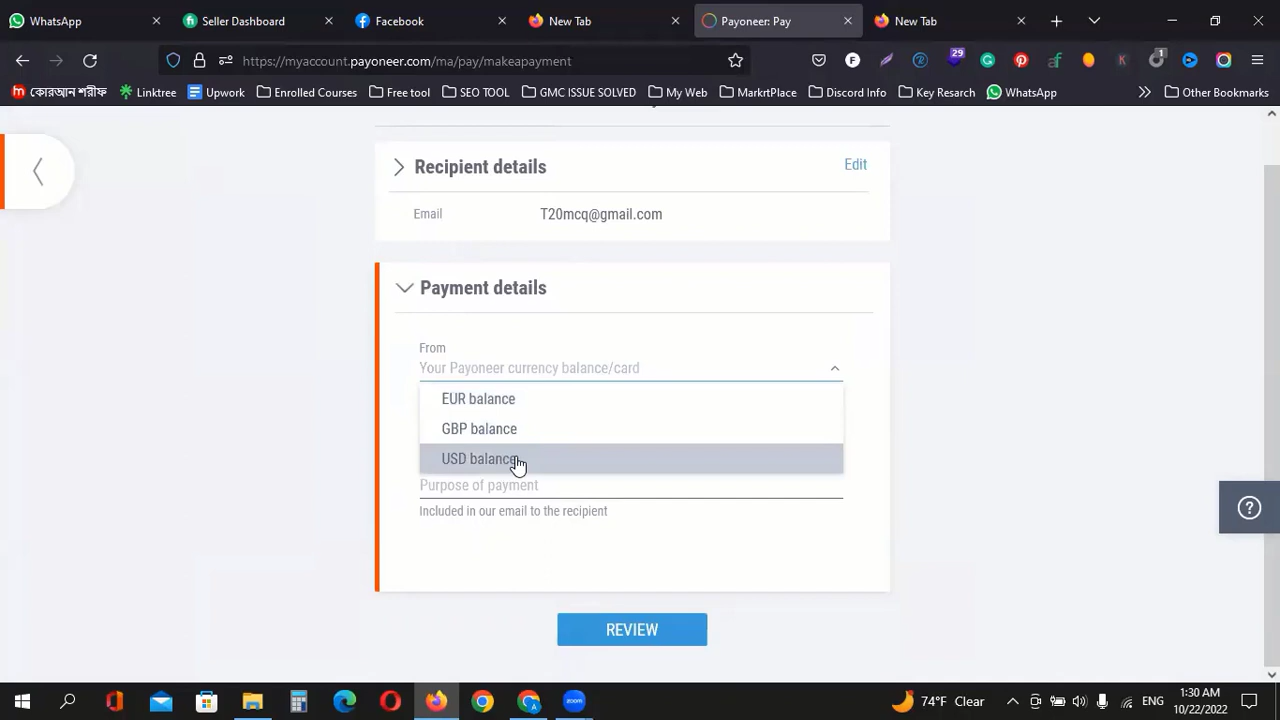 WhatsApp
Seller Dashboard
Facebook
New Tab
Payoneer: Pay
New Tab
https://myaccount.payoneer.com/ma/pay/makeapayment
29
1
কোরআন শরীফ
Linktree
Upwork
Enrolled Courses
Free tool
SEO TOOL
GMC ISSUE SOLVED
My Web
MarkrtPlace
Discord Info
Key Resarch
WhatsApp
Other Bookmarks
Recipient details
Edit
Email
T20mcq@gmail.com
Payment details
From
Your Payoneer currency balance/card
EUR balance
GBP balance
USD balance
Purpose of payment
Included in our email to the recipient
REVIEW
74°F Clear
ENG
1:30 AM
10/22/2022